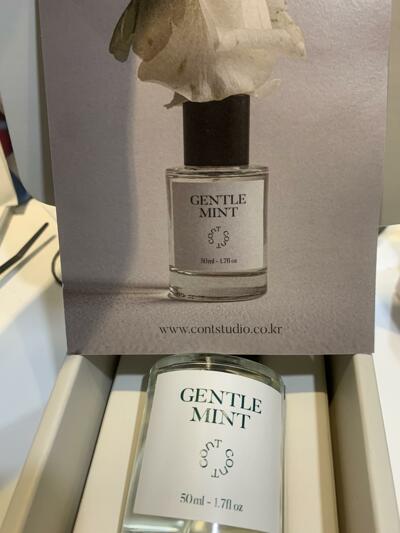 GENTLE
MINT
CONT CONT
50ml - 1.7fl oz
www.contstudio.co.kr
GENTLE
MINT
CONT CONT
50ml - 1.7fl oz